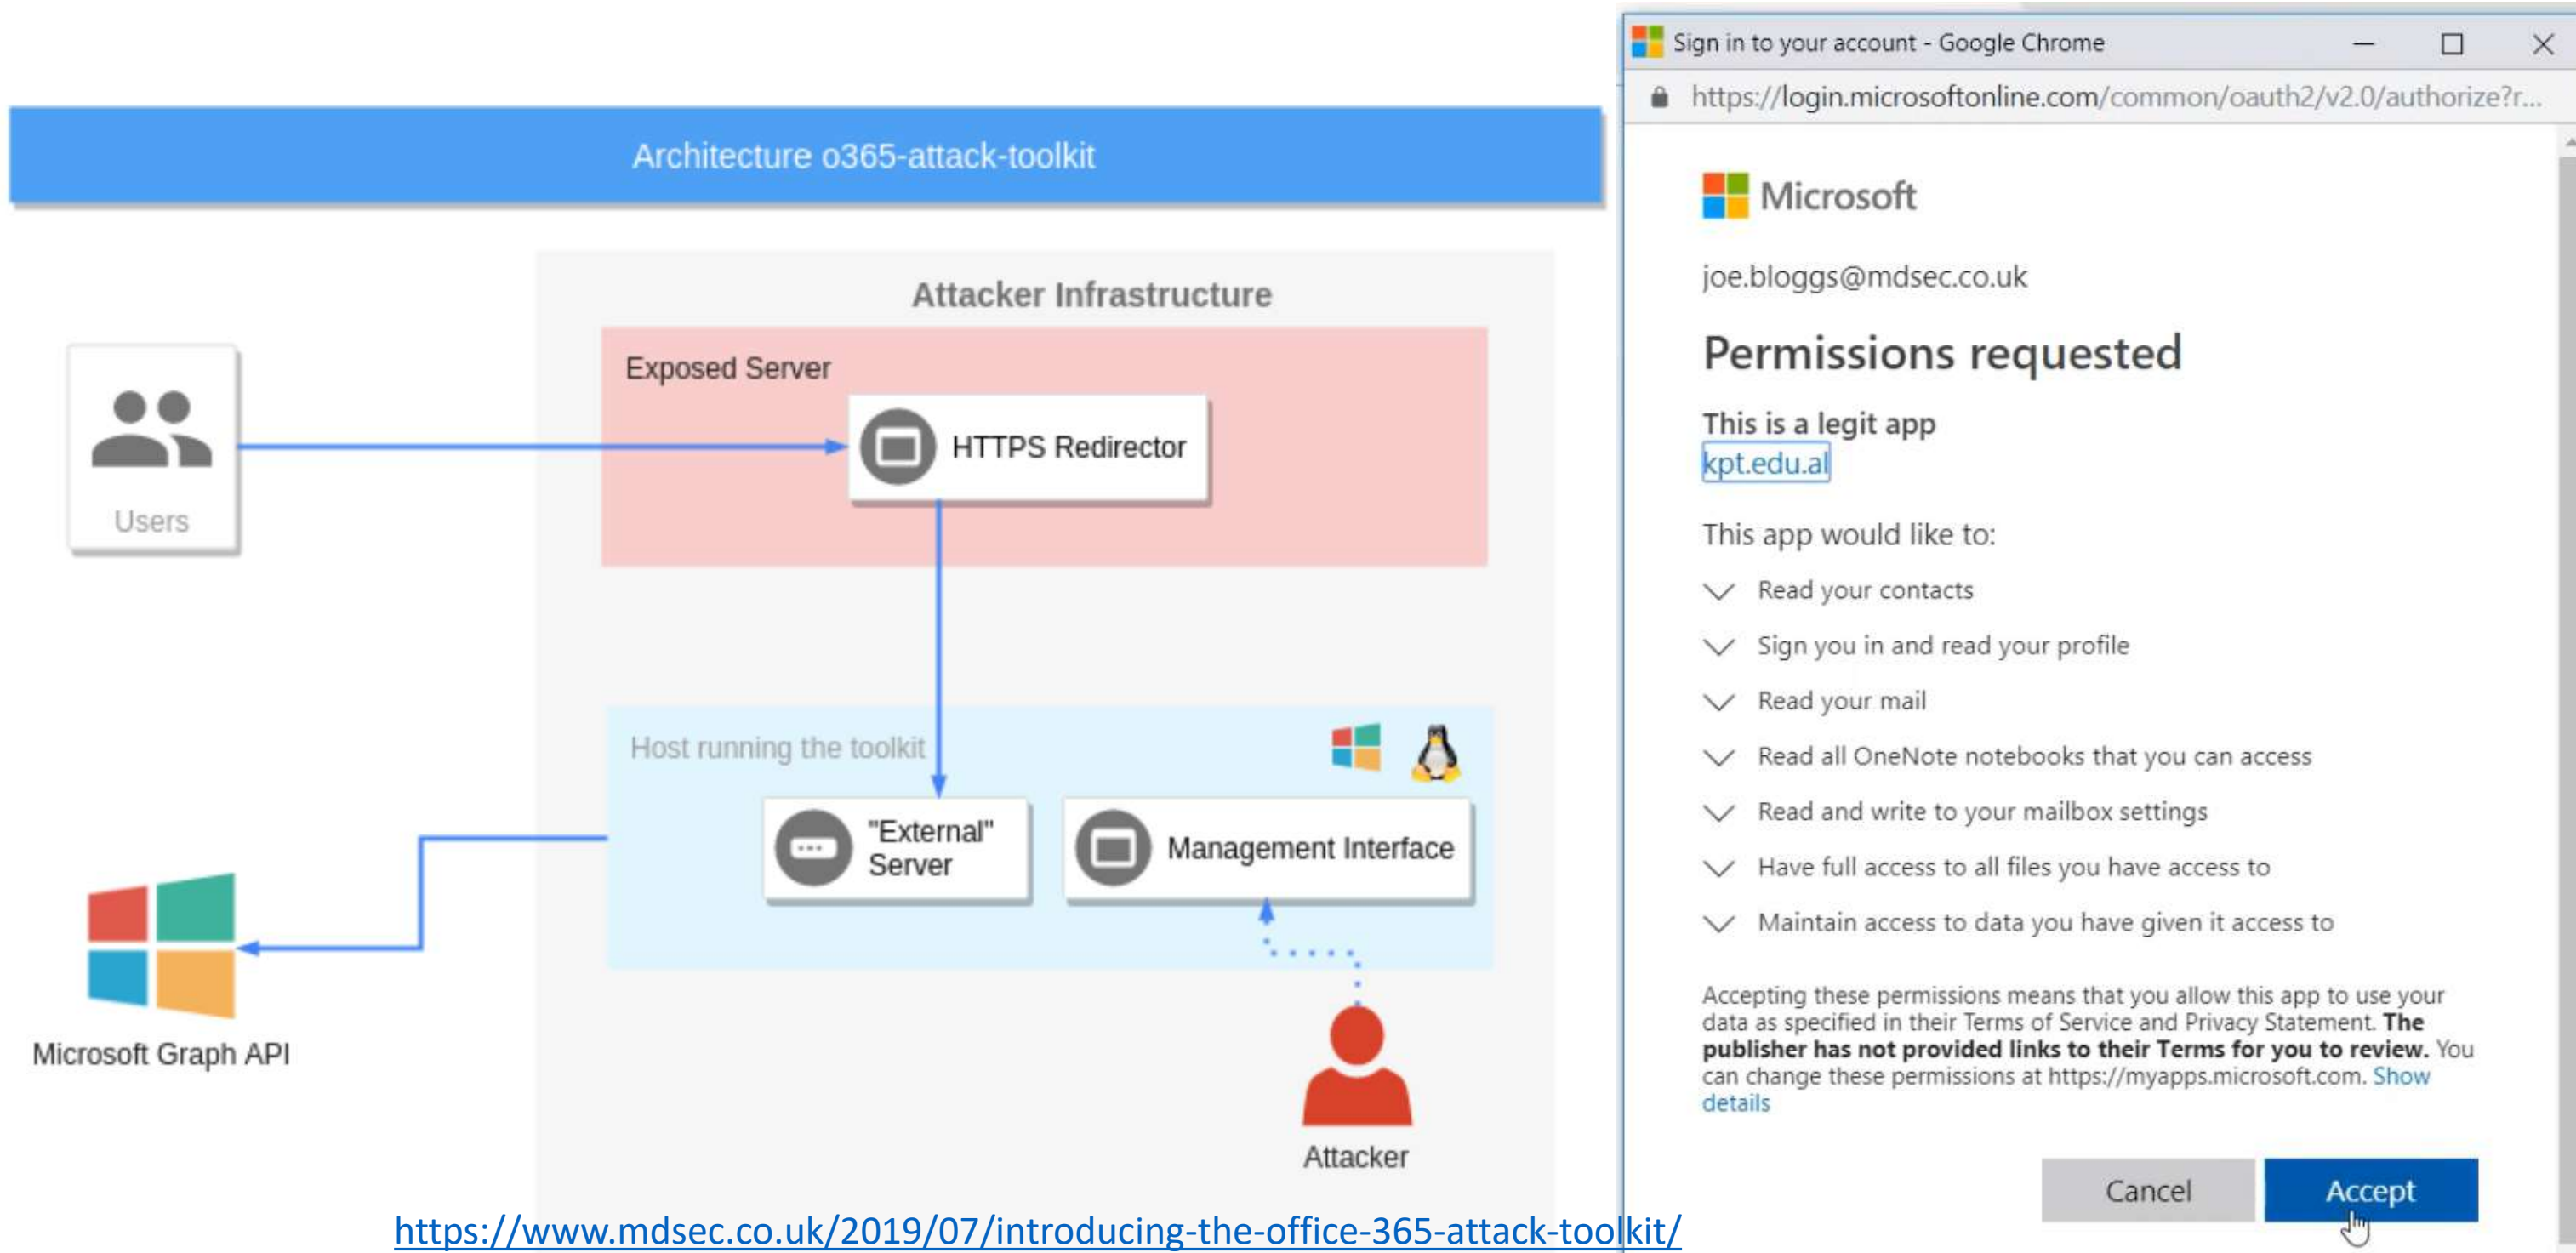 Architecture o365-attack-toolkit
Attacker Infrastructure
Exposed Server
HTTPS Redirector
Users
Host running the toolkit
"External"
Server
Management Interface
Microsoft Graph API
Attacker
https://www.mdsec.co.uk/2019/07/introducing-the-office-365-attack-toolkit/
Sign in to your account - Google Chrome
https://login.microsoftonline.com/common/oauth2/v2.0/authorize?r...
Microsoft
joe.bloggs@mdsec.co.uk
Permissions requested
This is a legit app
kpt.edu.al
This app would like to:
Read your contacts
Sign you in and read your profile
Read your mail
Read all OneNote notebooks that you can access
Read and write to your mailbox settings
Have full access to all files you have access to
Maintain access to data you have given it access to
Accepting these permissions means that you allow this app to use your
data as specified in their Terms of Service and Privacy Statement. The
publisher has not provided links to their Terms for you to review. You
can change these permissions at https://myapps.microsoft.com. Show
details
Cancel
Accept